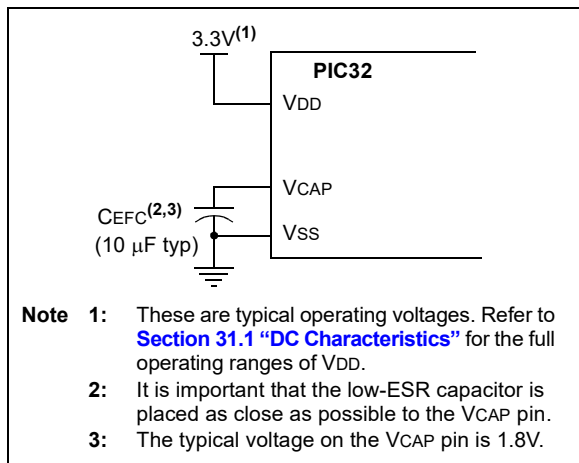 3.3V(1)
PIC32
VDD
VCAP
CEFC(2,3)
(10 μF typ)
VSS
Note 1: These are typical operating voltages. Refer to
Section 31.1 “DC Characteristics” for the full
operating ranges of VDD.
2: It is important that the low-ESR capacitor is
placed as close as possible to the VCAP pin.
3: The typical voltage on the VCAP pin is 1.8V.